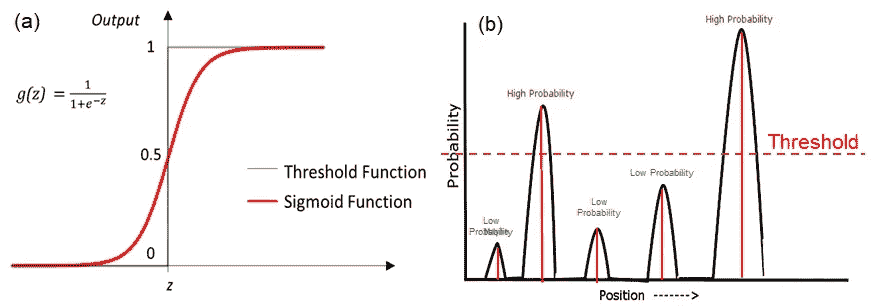 (a)
Output
1
g(z) = 1 / 1+e^-z
0.5
Threshold Function
Sigmoid Function
0
z
(b)
High Probability
High Probability
Threshold
Probability
Low Probability
Low
Probability
Low
Probability
Position ------>